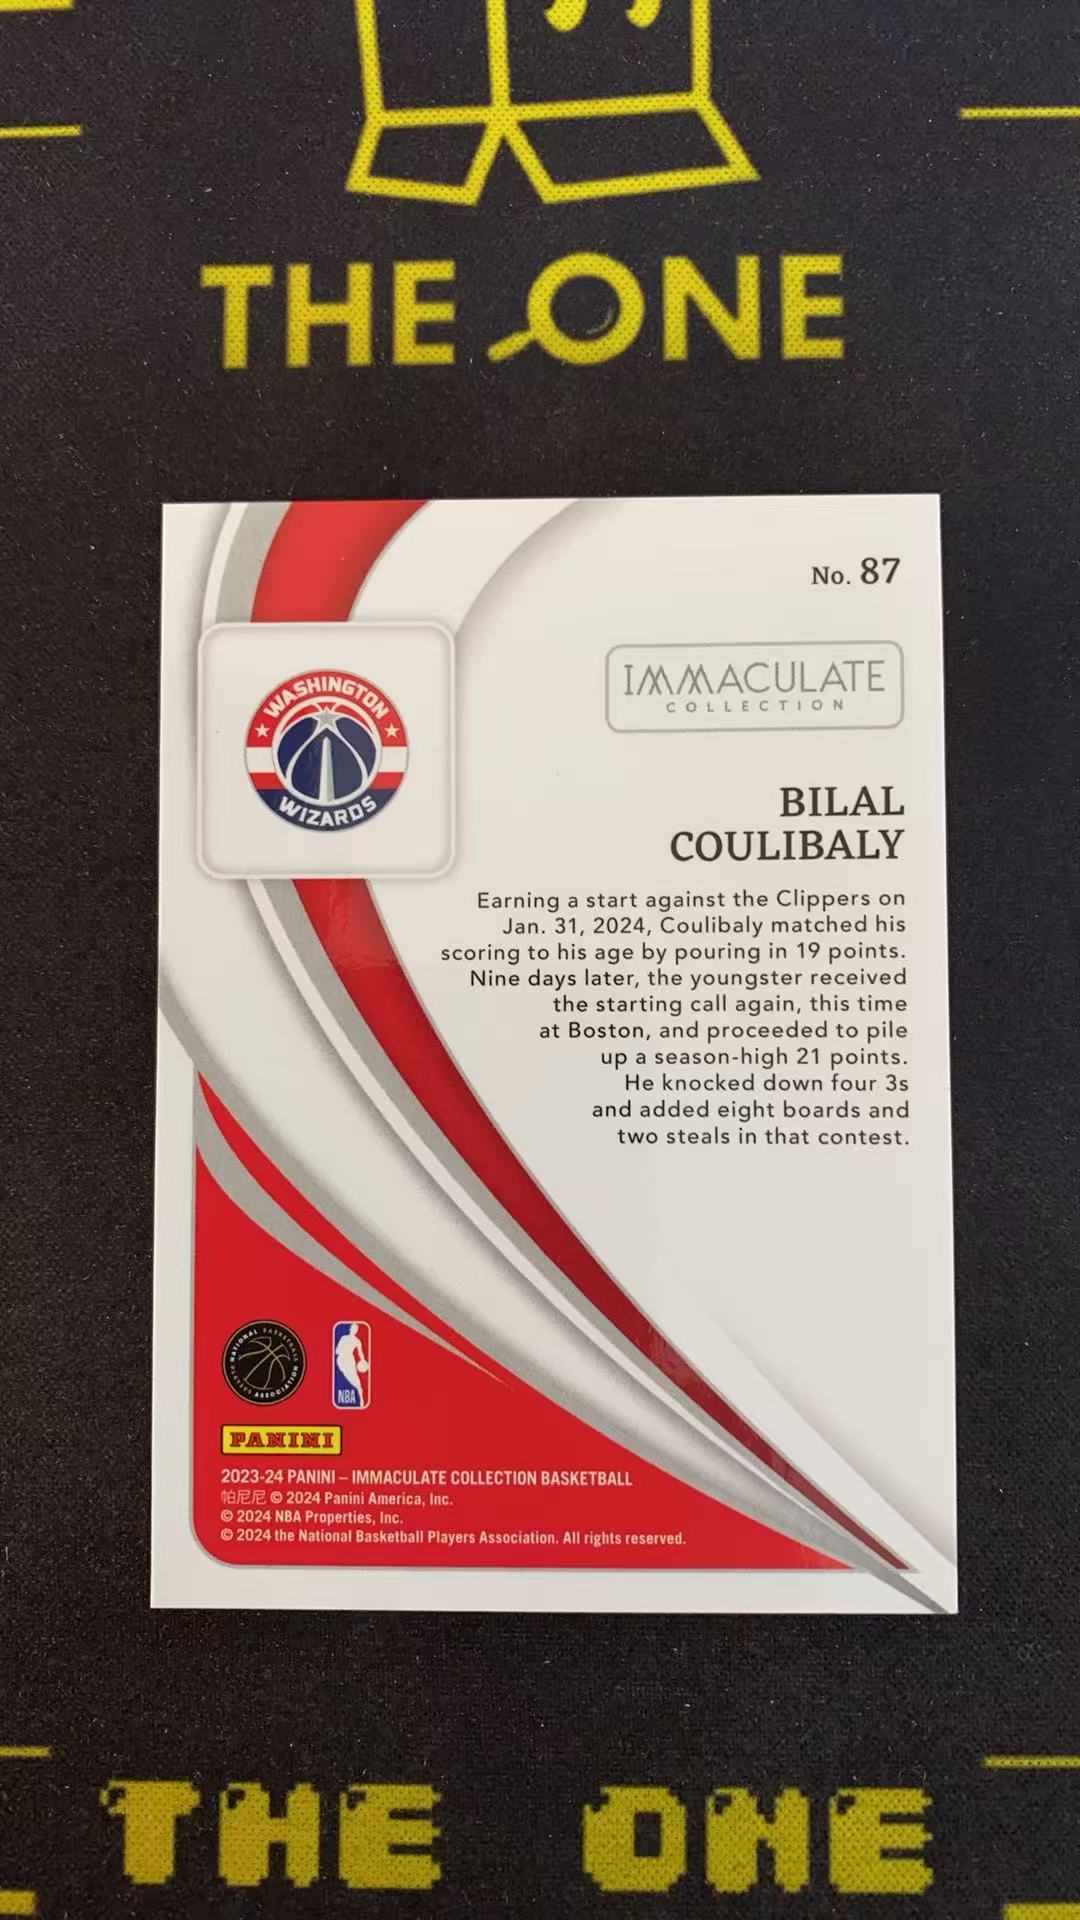 THE ONE
No. 87
IMMACULATE
COLLECTION
WASHINGTON
WIZARDS
BILAL
COULIBALY
Earning a start against the Clippers on
Jan. 31, 2024, Coulibaly matched his
scoring to his age by pouring in 19 points.
Nine days later, the youngster received
the starting call again, this time
at Boston, and proceeded to pile
up a season-high 21 points.
He knocked down four 3s
and added eight boards and
two steals in that contest.
NATIONAL BASKETBALL
PLAYERS ASSOCIATION
NBA
PANINI
2023-24 PANINI – IMMACULATE COLLECTION BASKETBALL
帕尼尼 © 2024 Panini America, Inc.
© 2024 NBA Properties, Inc.
© 2024 the National Basketball Players Association. All rights reserved.
THE ONE